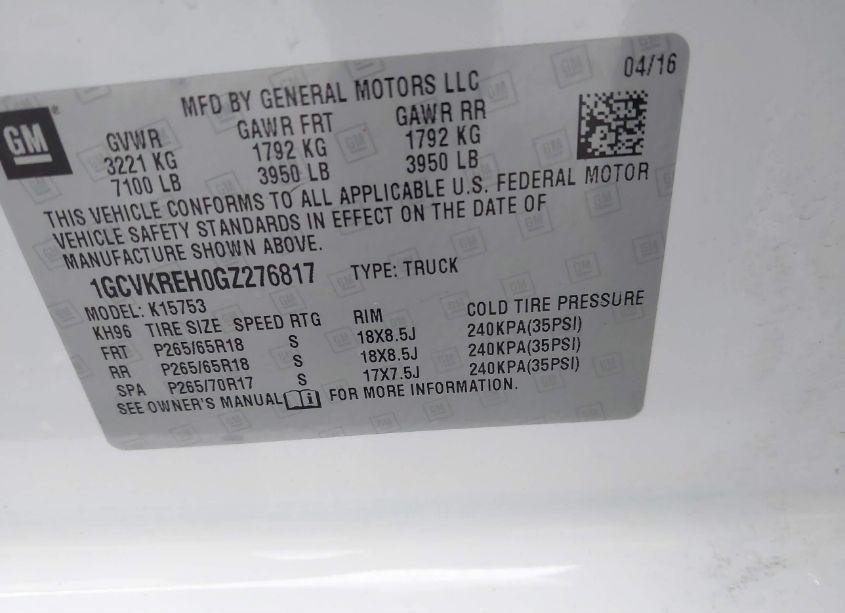 04/16
GM
MFD BY GENERAL MOTORS LLC
GVWR GAWR FRT GAWR RR
3221 KG 1792 KG 1792 KG
7100 LB 3950 LB 3950 LB
THIS VEHICLE CONFORMS TO ALL APPLICABLE U.S. FEDERAL MOTOR
VEHICLE SAFETY STANDARDS IN EFFECT ON THE DATE OF
MANUFACTURE SHOWN ABOVE.
1GCVKREH0GZ276817 TYPE: TRUCK
MODEL: K15753
KH96 TIRE SIZE SPEED RTG RIM COLD TIRE PRESSURE
FRT P265/65R18 S 18X8.5J 240KPA(35PSI)
RR P265/65R18 S 18X8.5J 240KPA(35PSI)
SPA P265/70R17 S 17X7.5J 240KPA(35PSI)
SEE OWNER'S MANUAL FOR MORE INFORMATION.